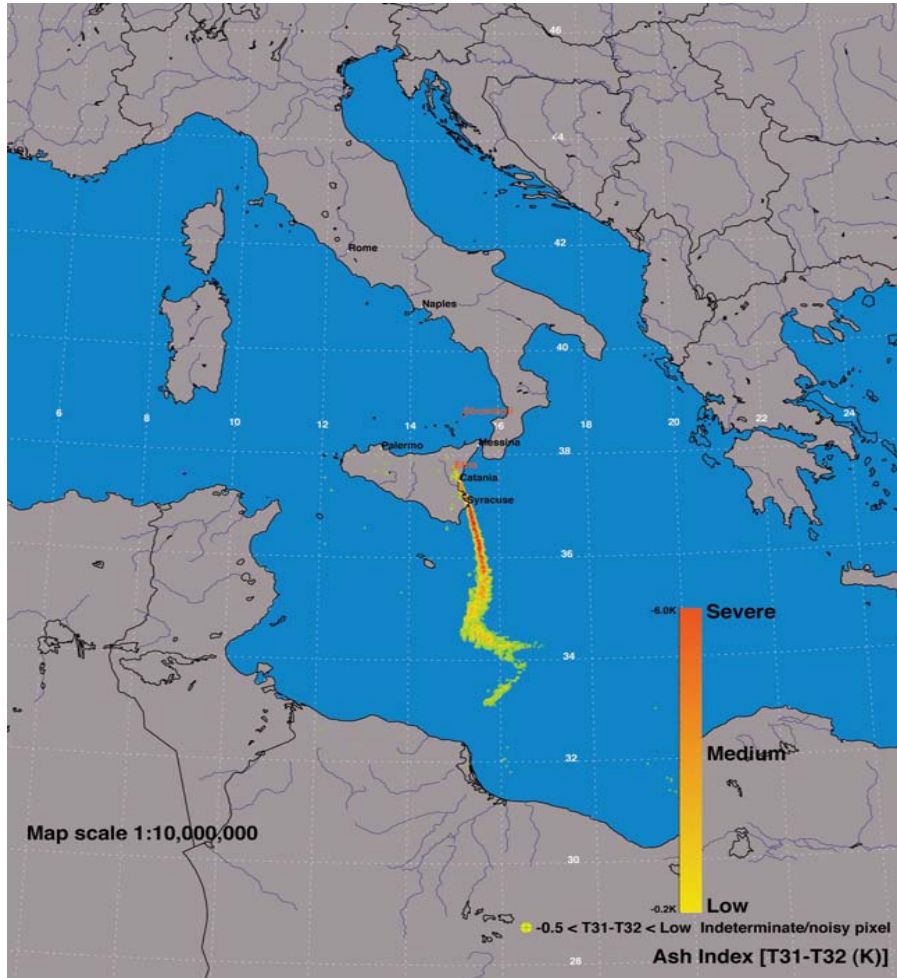 46
44
42
Rome
Naples
40
6
8
10
12
14
16
20
22
24
Messina
Palermo
38
Etna
Catania
Syracuse
36
-6.0K
Severe
34
Medium
32
Map scale 1:10,000,000
30
-0.2K
Low
-0.5 < T31-T32 < Low Indeterminate/noisy pixel
Ash Index [T31-T32 (K)]
28